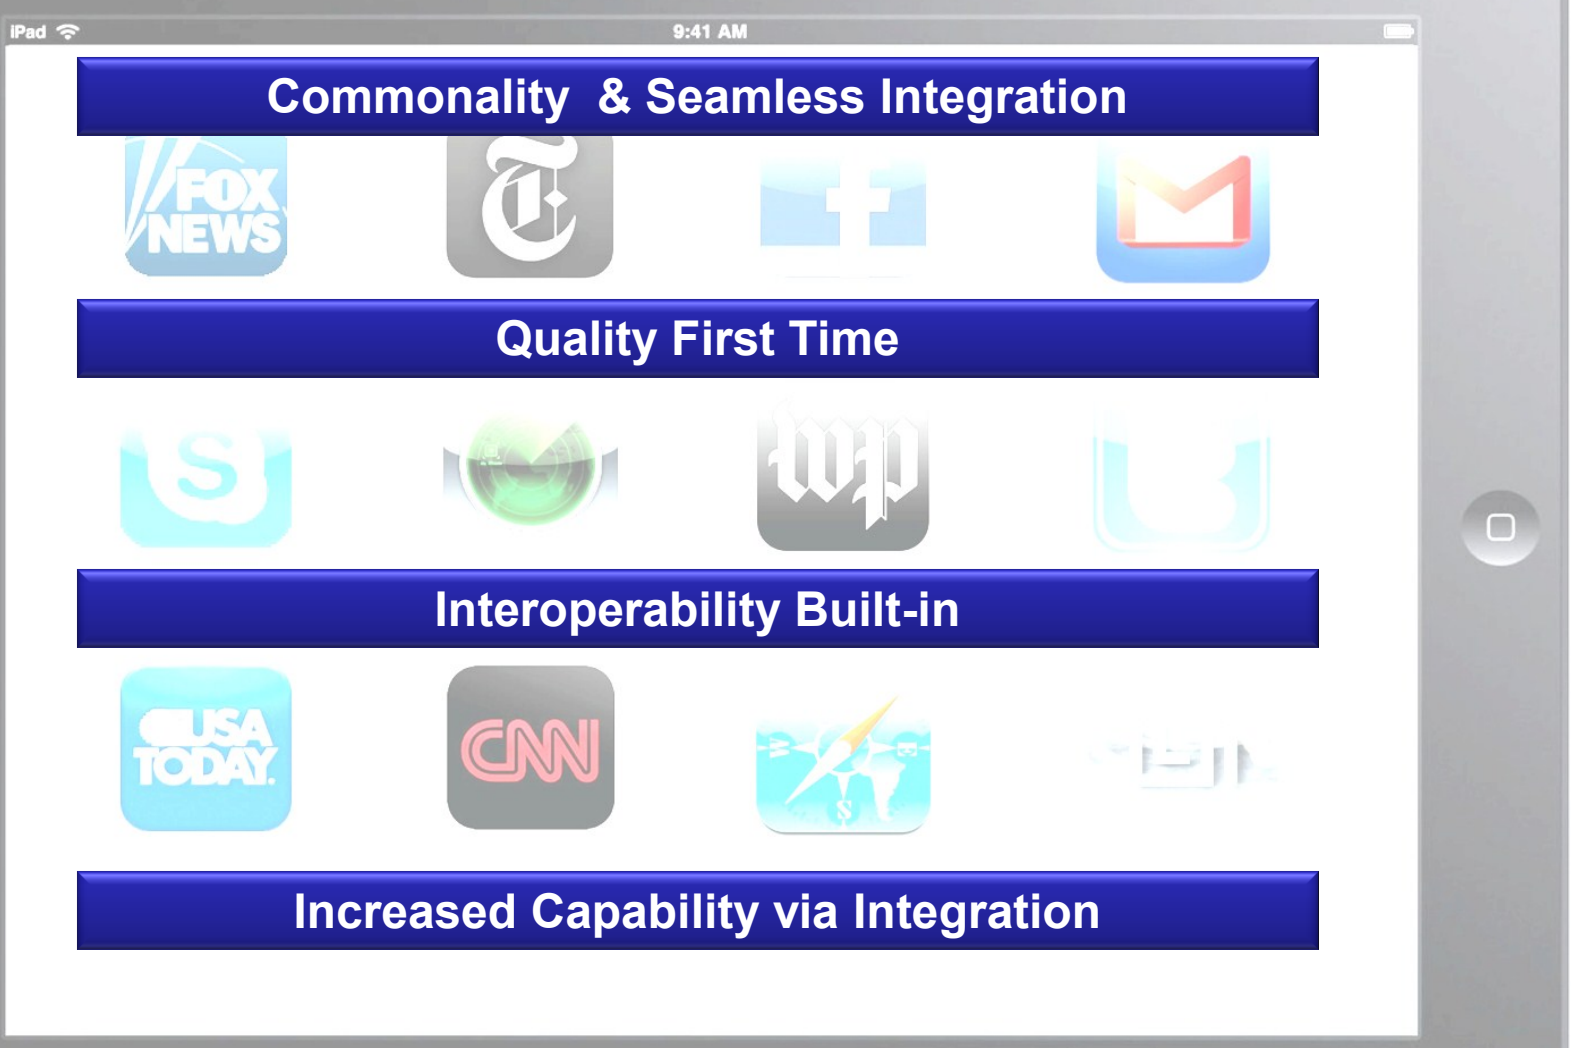 iPad
9:41 AM
Commonality & Seamless Integration
FOX
NEWS
T
f
M
Quality First Time
S
wp
Interoperability Built-in
USA
TODAY.
CNN
W E
S
Increased Capability via Integration